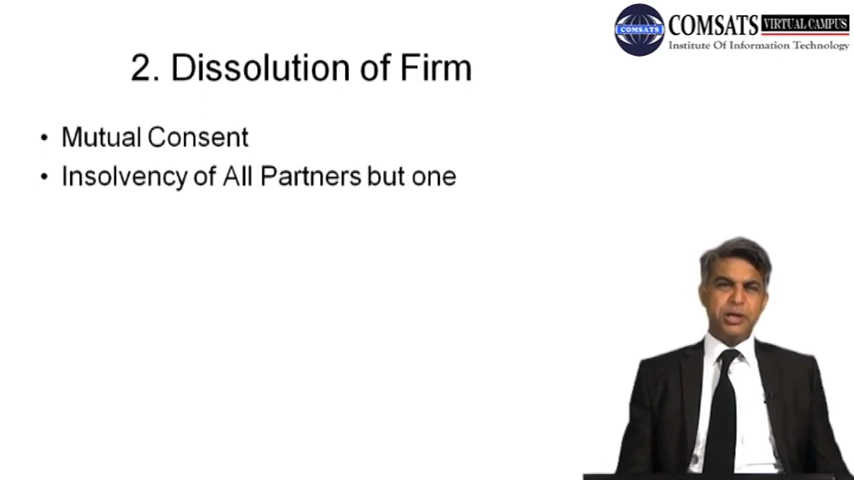 COMSATS VIRTUAL CAMPUS
COMSATS
Institute Of Information Technology
2. Dissolution of Firm
• Mutual Consent
• Insolvency of All Partners but one